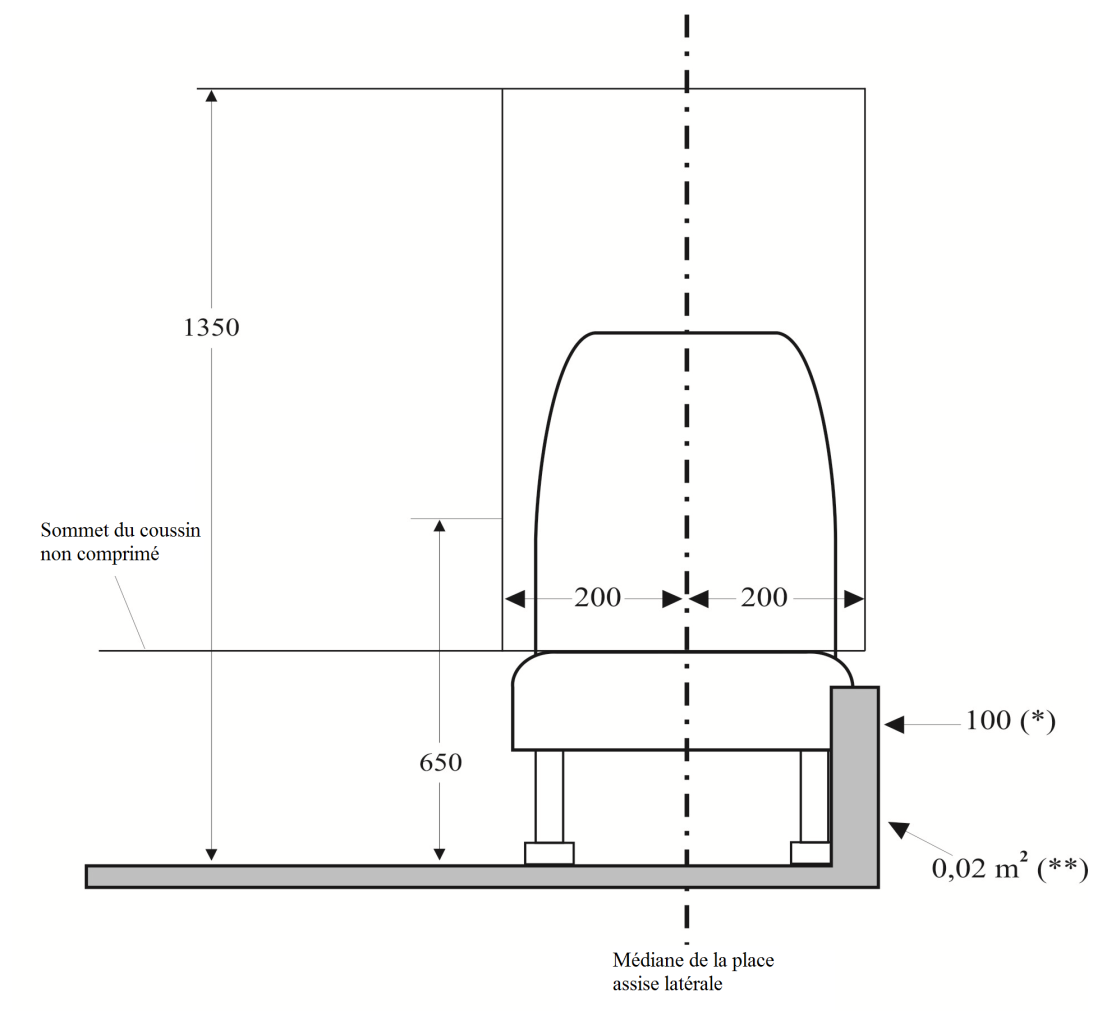 1350
Sommet du coussin
non comprimé
200
200
100 (*)
650
0,02 m² (**)
Médiane de la place
assise latérale